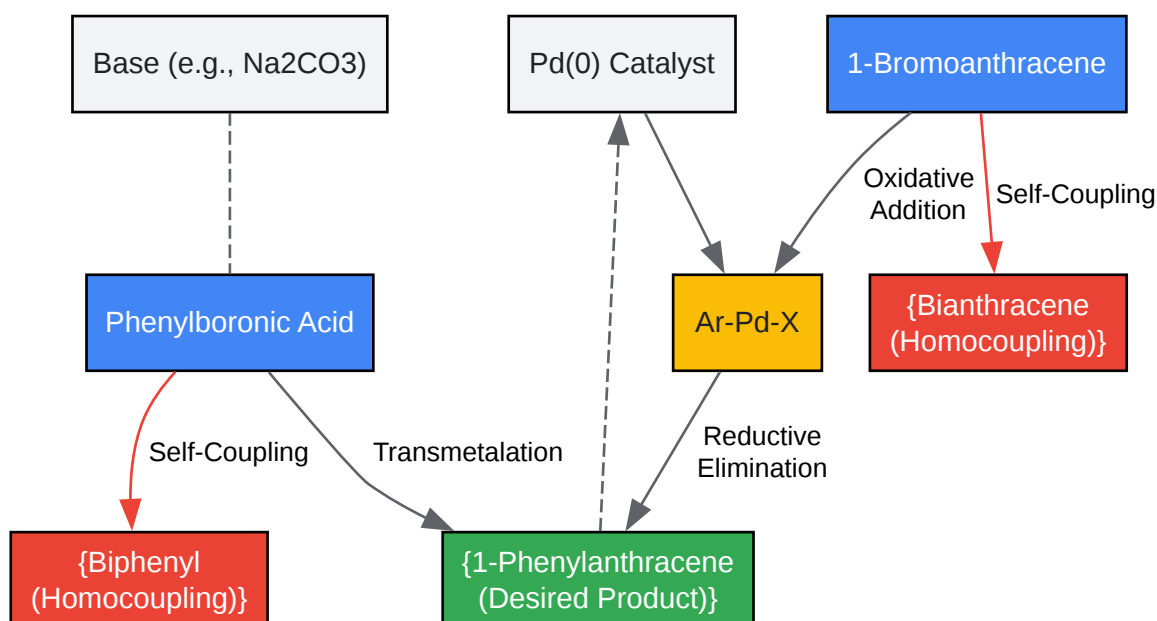 Base (e.g., Na2CO3)
Pd(0) Catalyst
1-Bromoanthracene
Oxidative
Addition
Self-Coupling
Phenylboronic Acid
Ar-Pd-X
{Bianthracene
(Homocoupling)}
Self-Coupling
Transmetalation
Reductive
Elimination
{Biphenyl
(Homocoupling)}
{1-Phenylanthracene
(Desired Product)}